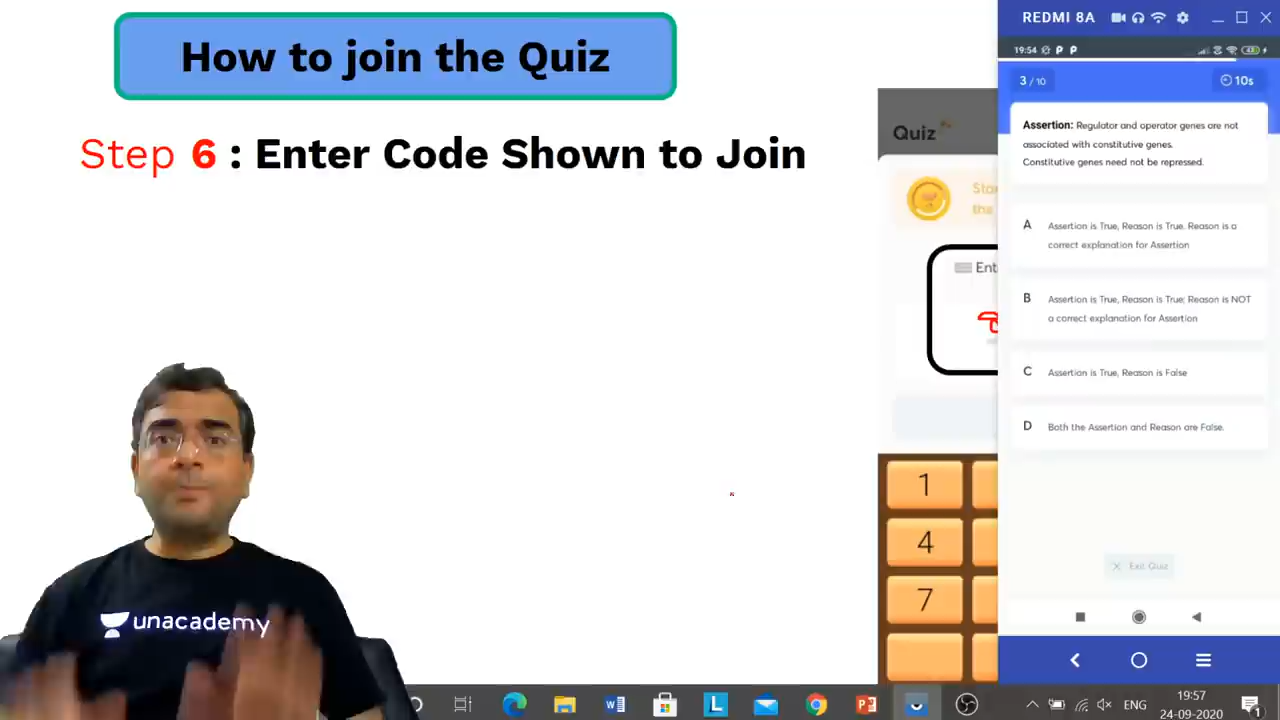 How to join the Quiz
Step 6 : Enter Code Shown to Join
Quiz
Star
the
Ent
1
4
7
unacademy
REDMI 8A
19:54
3 / 10
10s
Assertion: Regulator and operator genes are not
associated with constitutive genes.
Constitutive genes need not be repressed.
A
Assertion is True, Reason is True. Reason is a
correct explanation for Assertion
B
Assertion is True, Reason is True; Reason is NOT
a correct explanation for Assertion
C
Assertion is True, Reason is False
D
Both the Assertion and Reason are False.
Exit Quiz
ENG
19:57
24-09-2020